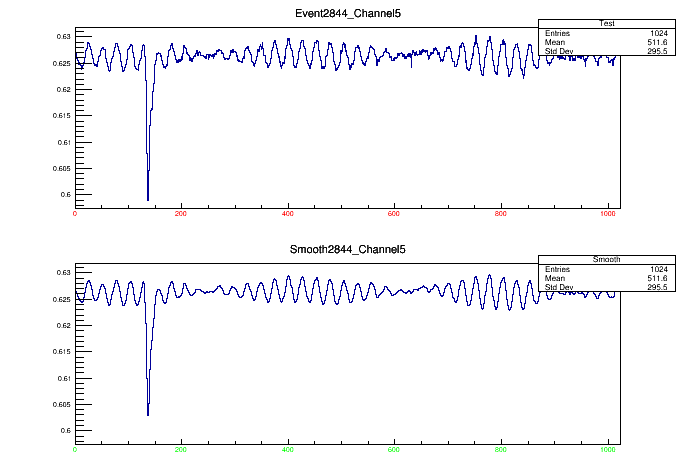 Event2844_Channel5
Test
Entries 1024
Mean 511.6
Std Dev 295.5
0.63
0.625
0.62
0.615
0.61
0.605
0.6
0 200 400 600 800 1000
Smooth2844_Channel5
Smooth
Entries 1024
Mean 511.6
Std Dev 295.5
0.63
0.625
0.62
0.615
0.61
0.605
0.6
0 200 400 600 800 1000